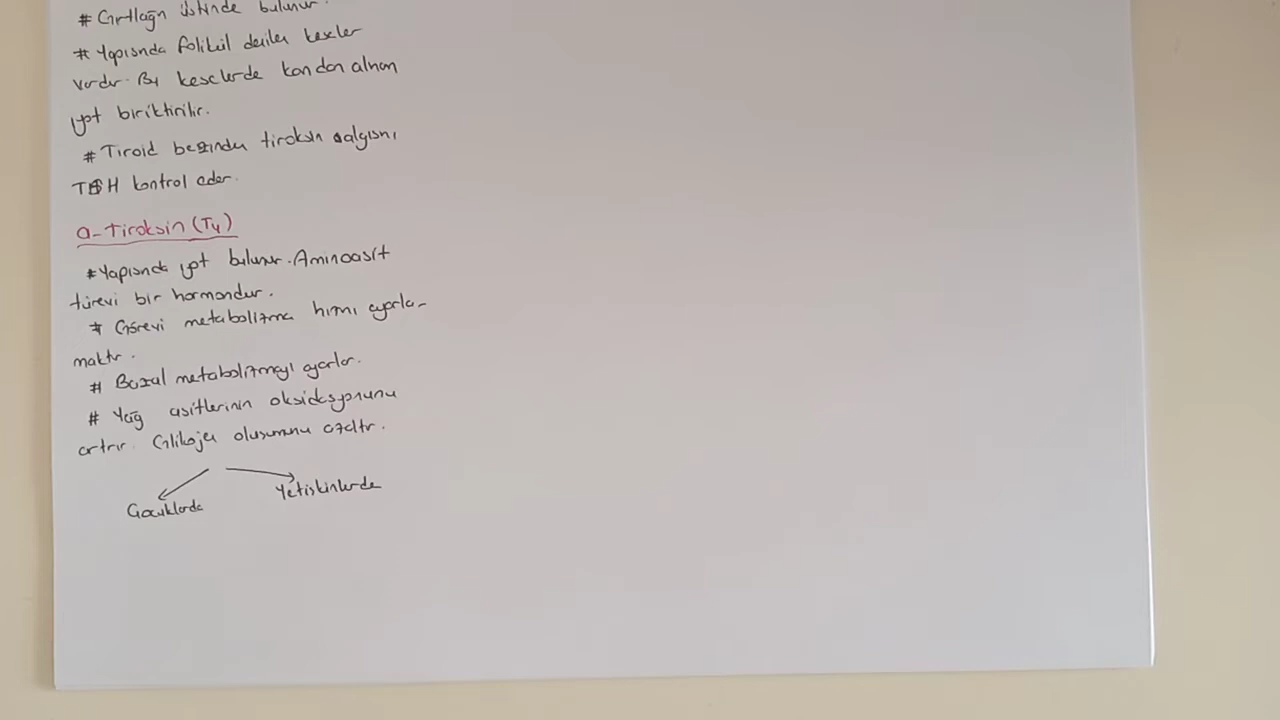 # Gırtlağın üstünde bulunur.
# Yapısında folikül denilen keseler
vardır. Bu keselerde kandan alınan
iyot biriktirilir.
# Tiroid bezinden tiroksin salgısını
TSH kontrol eder.
a-Tiroksin (T4)
# Yapısında iyot bulunur. Aminoasit
türevi bir hormondur.
# Görevi metabolizma hızını ayarla-
maktır.
# Bazal metabolizmayı ayarlar.
# Yağ asitlerinin oksidasyonunu
artırır. Glikojen oluşumunu azaltır.
Çocuklarda
Yetişkinlerde